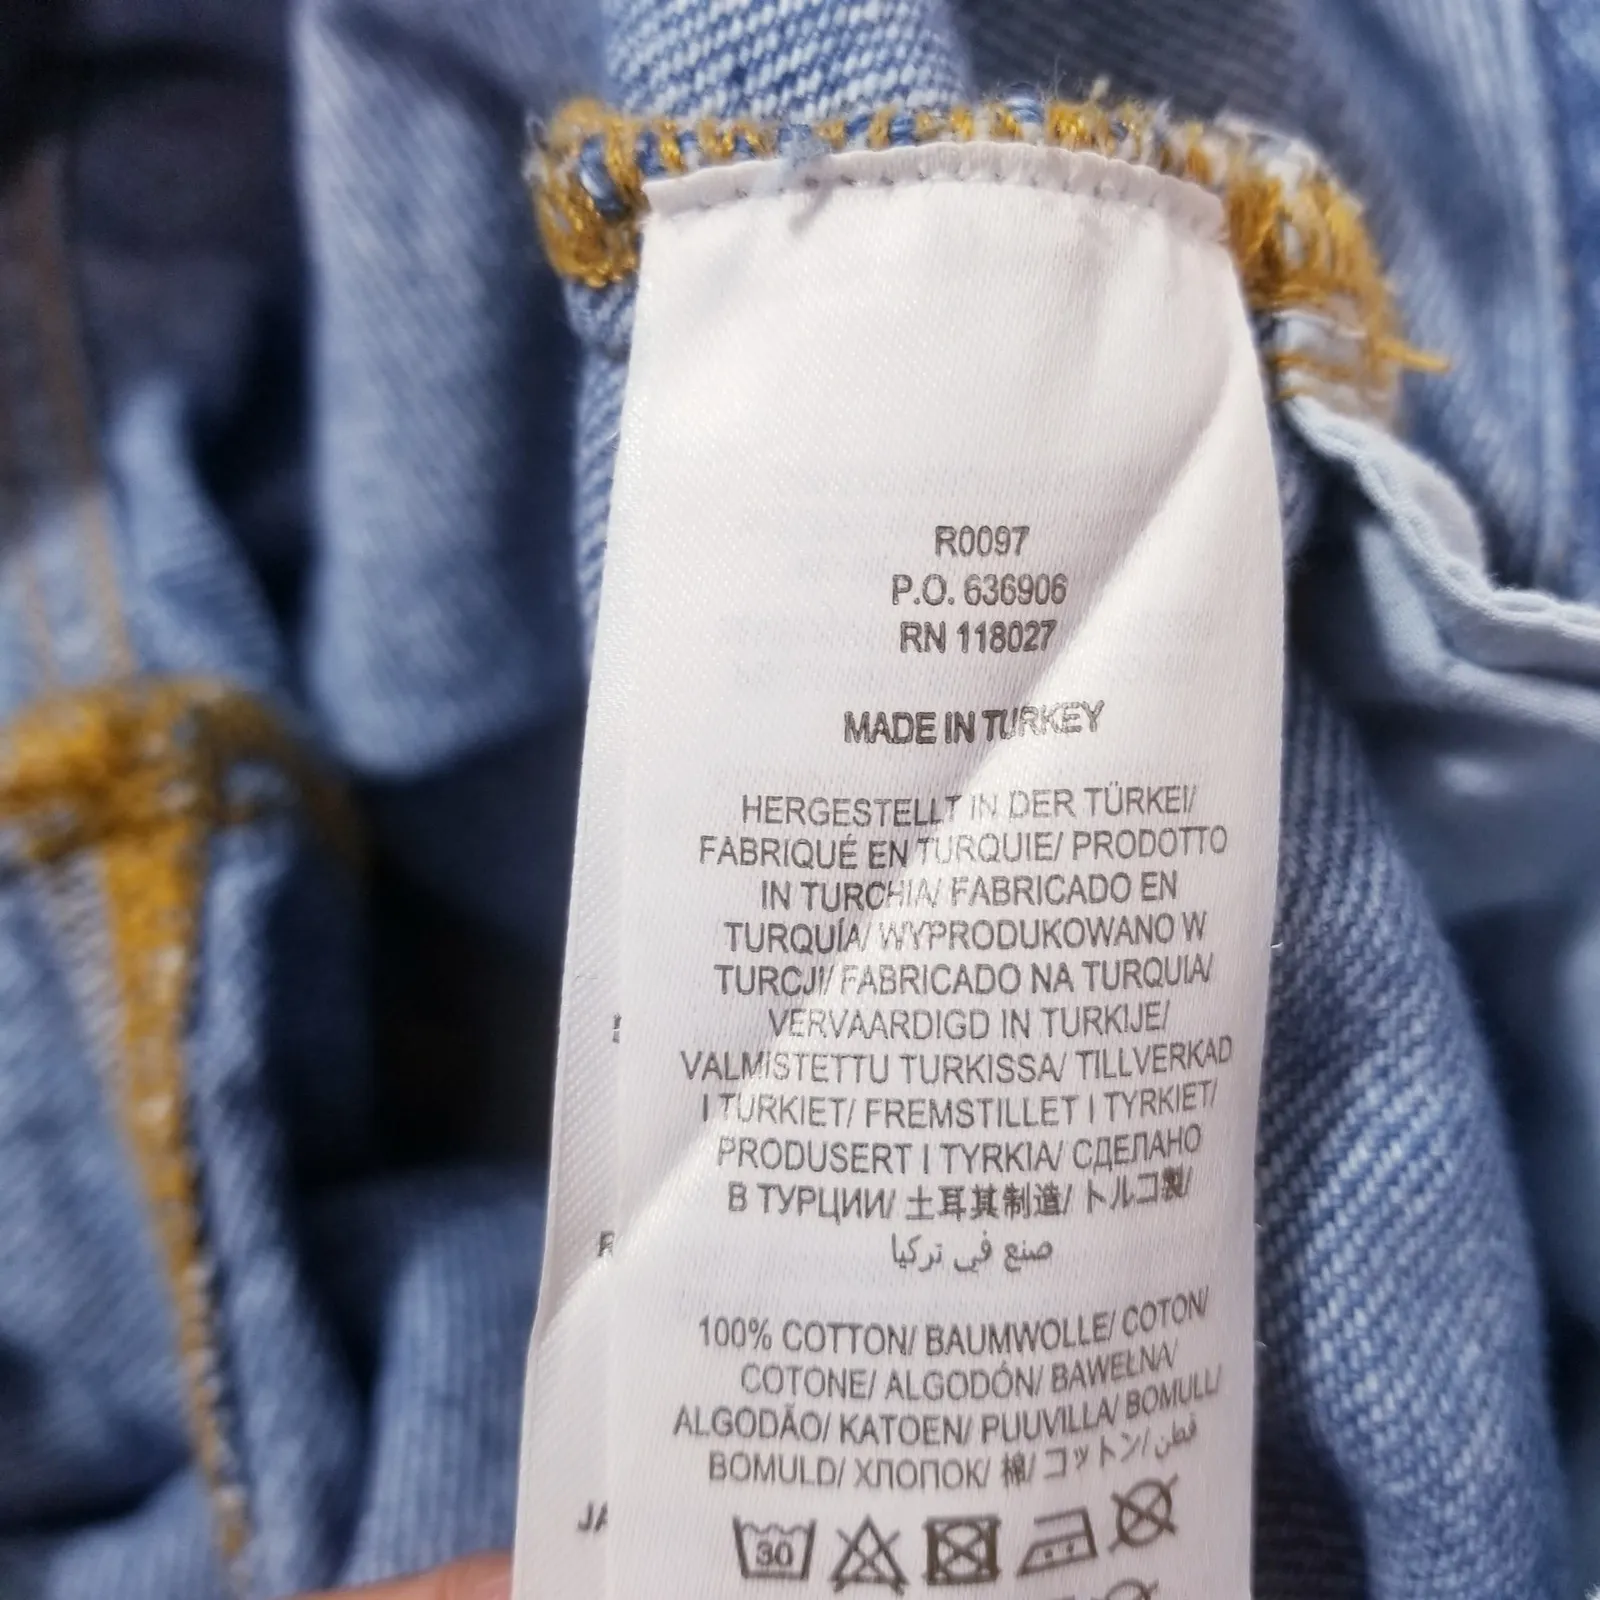 R0097
P.O. 636906
RN 118027
MADE IN TURKEY
HERGESTELLT IN DER TÜRKEI/
FABRIQUÉ EN TURQUIE/ PRODOTTO
IN TURCHIA/ FABRICADO EN
TURQUÍA/ WYPRODUKOWANO W
TURCJI/ FABRICADO NA TURQUIA/
VERVAARDIGD IN TURKIJE/
VALMISTETTU TURKISSA/ TILLVERKAD
I TURKIET/ FREMSTILLET I TYRKIET/
PRODUSERT I TYRKIA/ СДЕЛАНО
В ТУРЦИИ/ 土耳其制造/ トルコ製/
صنع في تركيا
100% COTTON/ BAUMWOLLE/ COTON/
COTONE/ ALGODÓN/ BAWEŁNA/
ALGODÃO/ KATOEN/ PUUVILLA/ BOMULL/
BOMULD/ ХЛОПОК/ 棉/ コットン/ قطن
30
JA